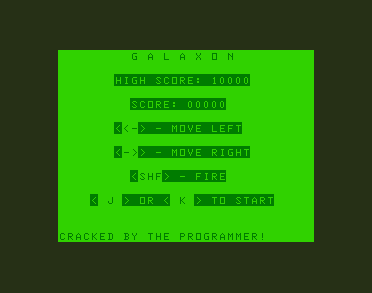 G A L A X O N
HIGH SCORE: 10000
SCORE: 00000
<<-> - MOVE LEFT
<->> - MOVE RIGHT
<SHF> - FIRE
< J > OR < K > TO START
CRACKED BY THE PROGRAMMER!